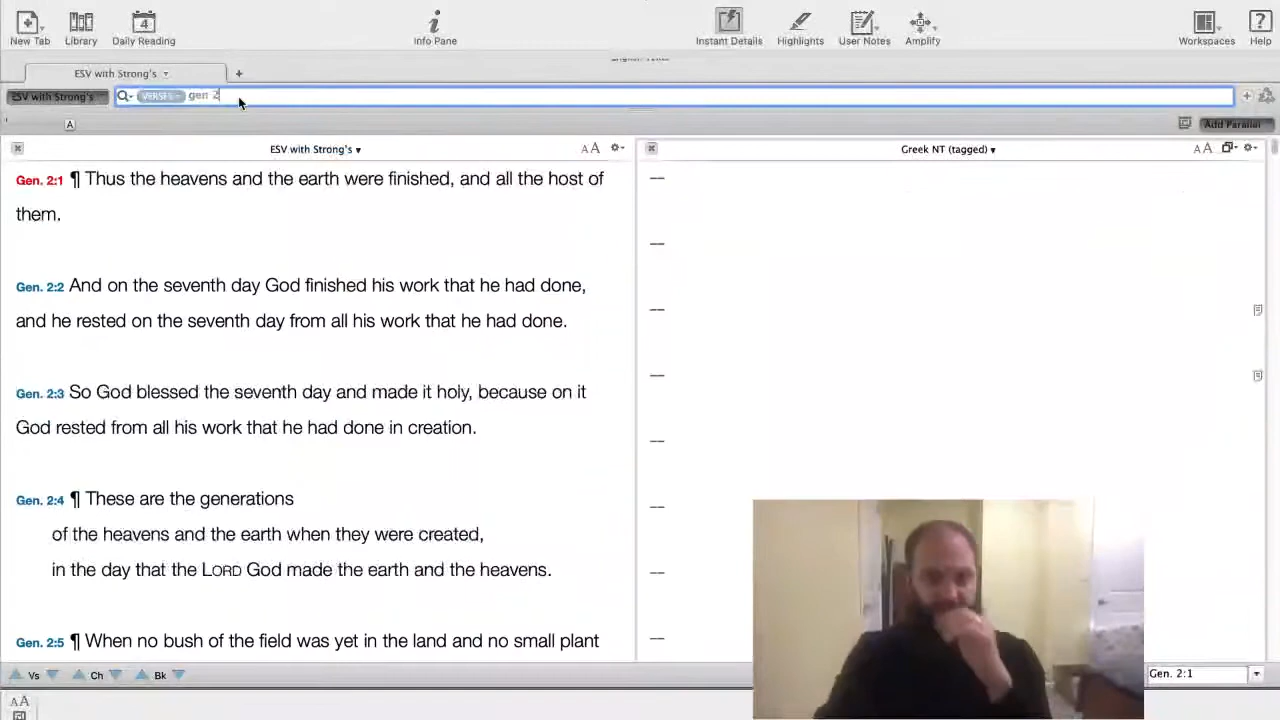 New Tab Library 4 Daily Reading Info Pane Instant Details Highlights User Notes Amplify Workspaces ? Help
ESV with Strong's ▾ +
ESV with Strong's VERSES gen 2
A Add Parallel
ESV with Strong's ▾ AA
Greek NT (tagged) ▾ AA
Gen. 2:1 ¶ Thus the heavens and the earth were finished, and all the host of
them.
Gen. 2:2 And on the seventh day God finished his work that he had done,
and he rested on the seventh day from all his work that he had done.
Gen. 2:3 So God blessed the seventh day and made it holy, because on it
God rested from all his work that he had done in creation.
Gen. 2:4 ¶ These are the generations
of the heavens and the earth when they were created,
in the day that the LORD God made the earth and the heavens.
Gen. 2:5 ¶ When no bush of the field was yet in the land and no small plant
Vs Ch Bk Gen. 2:1
AA